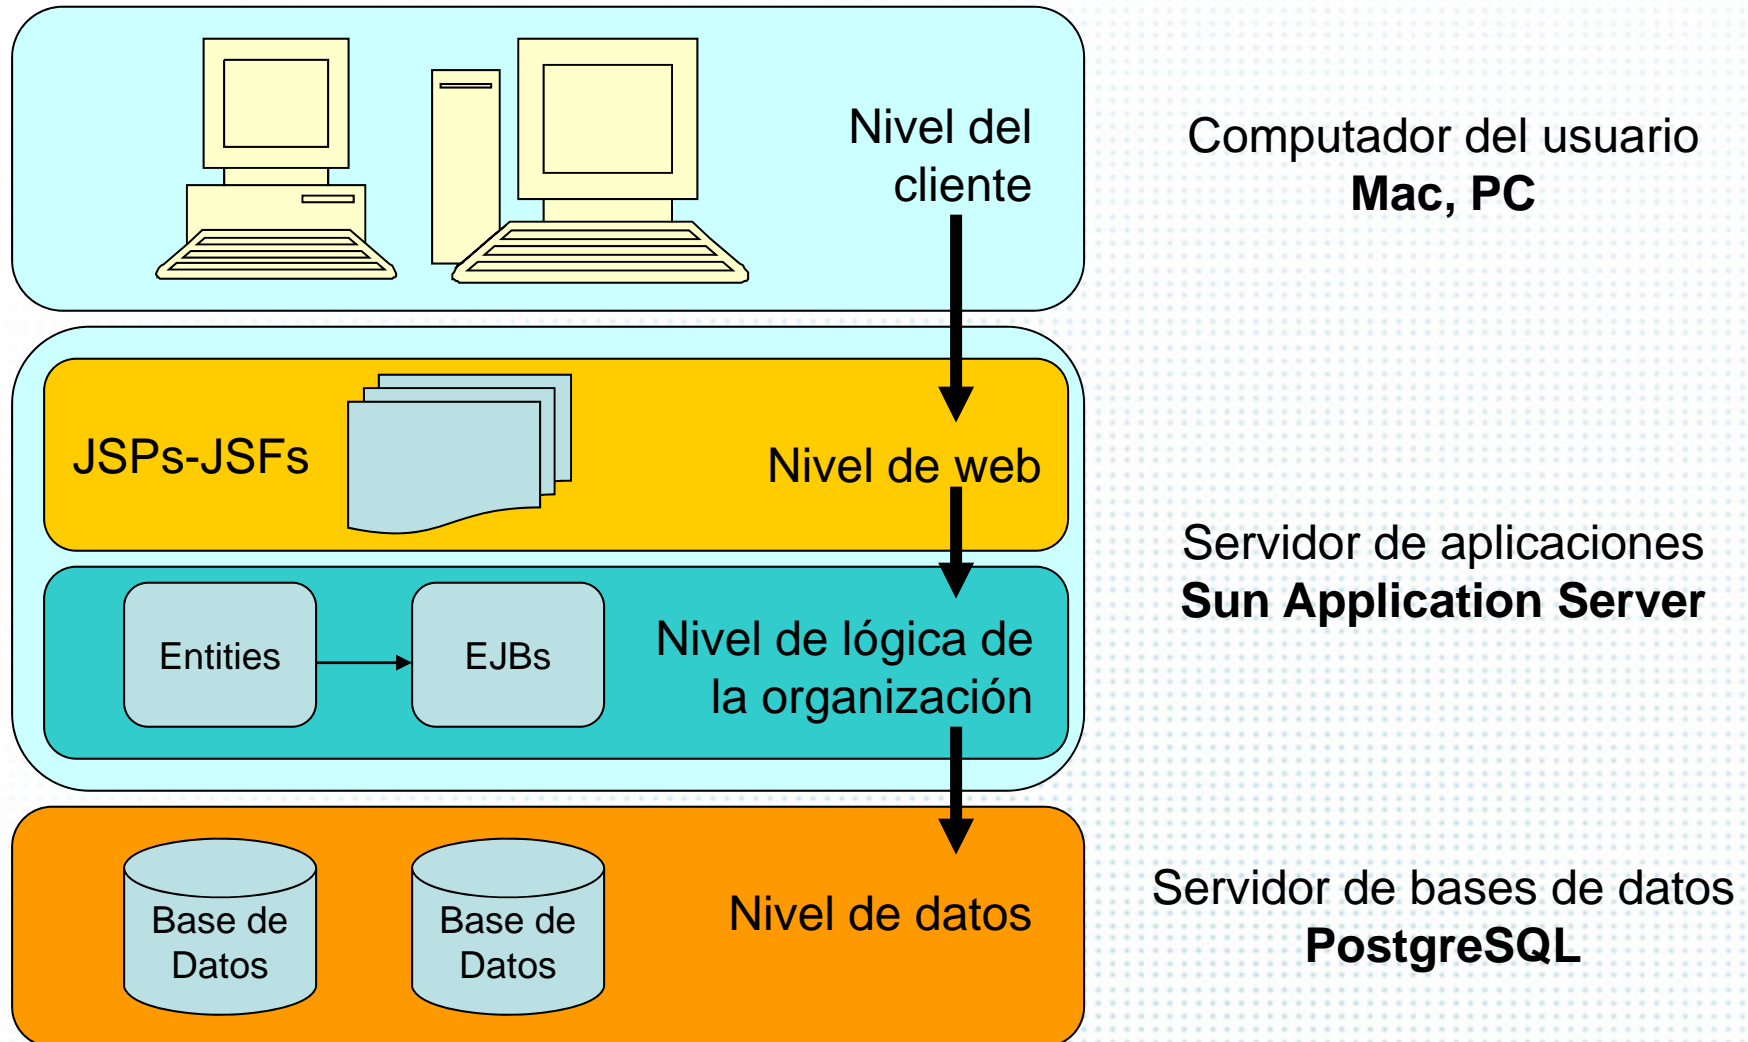 Nivel del
cliente
Computador del usuario
Mac, PC
JSPs-JSFs
Nivel de web
Servidor de aplicaciones
Sun Application Server
Entities
EJBs
Nivel de lógica de
la organización
Base de
Datos
Base de
Datos
Nivel de datos
Servidor de bases de datos
PostgreSQL